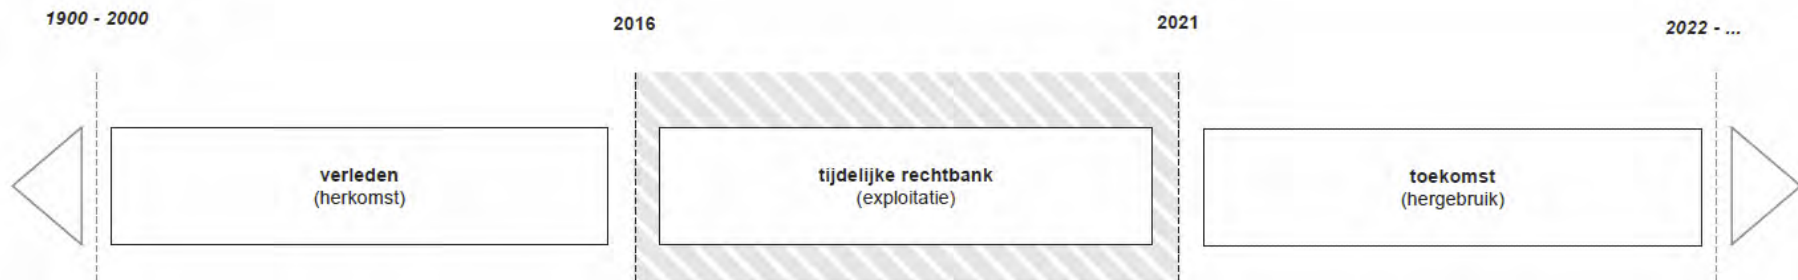 1900 - 2000
2016
2021
2022 - ...
verleden
(herkomst)
tijdelijke rechtbank
(exploitatie)
toekomst
(hergebruik)